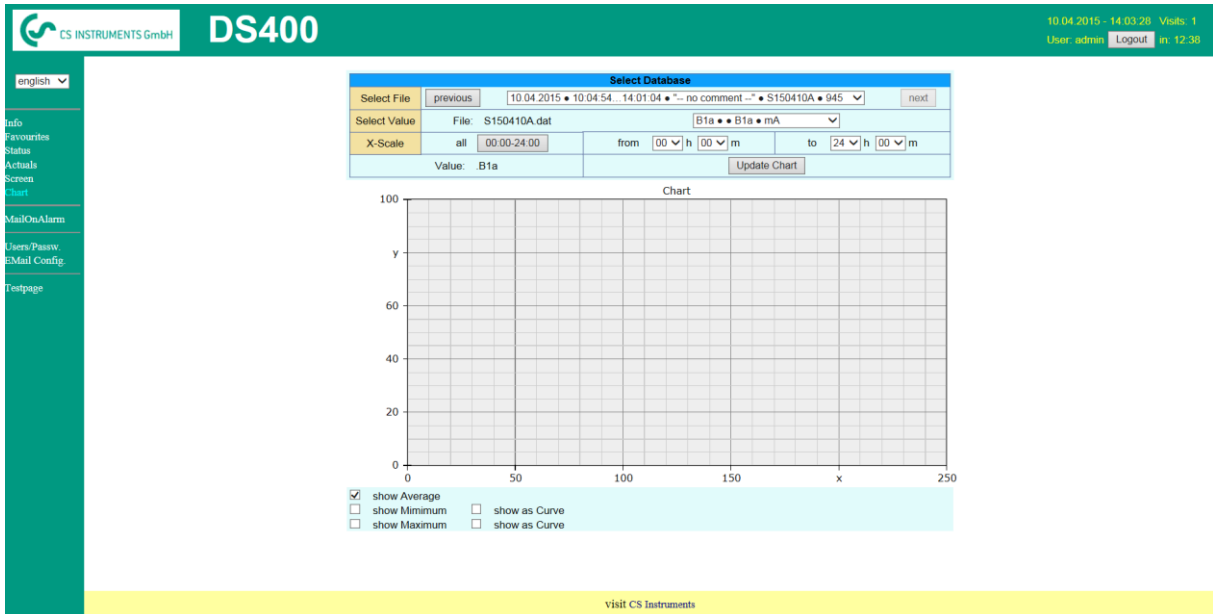 CS INSTRUMENTS GmbH
DS400
10.04.2015 - 14:03:28 Visits: 1
User: admin Logout in: 12:38
english
Info
Favourites
Status
Actuals
Screen
Chart
MailOnAlarm
Users/Passw.
EMail Config.
Testpage
Select Database
Select File previous 10.04.2015 ● 10:04:54...14:01:04 ● "-- no comment --" ● S150410A ● 945 next
Select Value File: S150410A.dat B1a ● ● B1a ● mA
X-Scale all 00:00-24:00 from 00 h 00 m to 24 h 00 m
Value: .B1a Update Chart
Chart
100
y
60
40
20
0
0 50 100 150 x 250
show Average
show Mimimum show as Curve
show Maximum show as Curve
visit CS Instruments